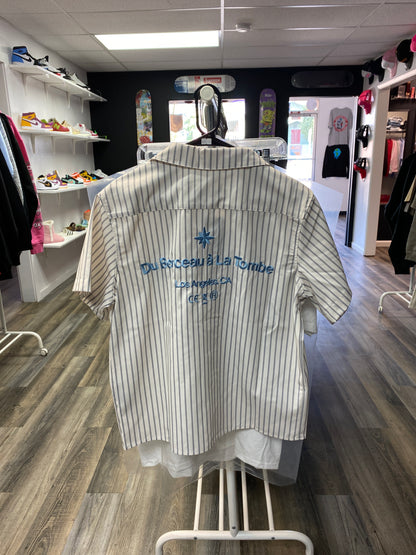 Du Berceau à La Tombe
Los Angeles, CA